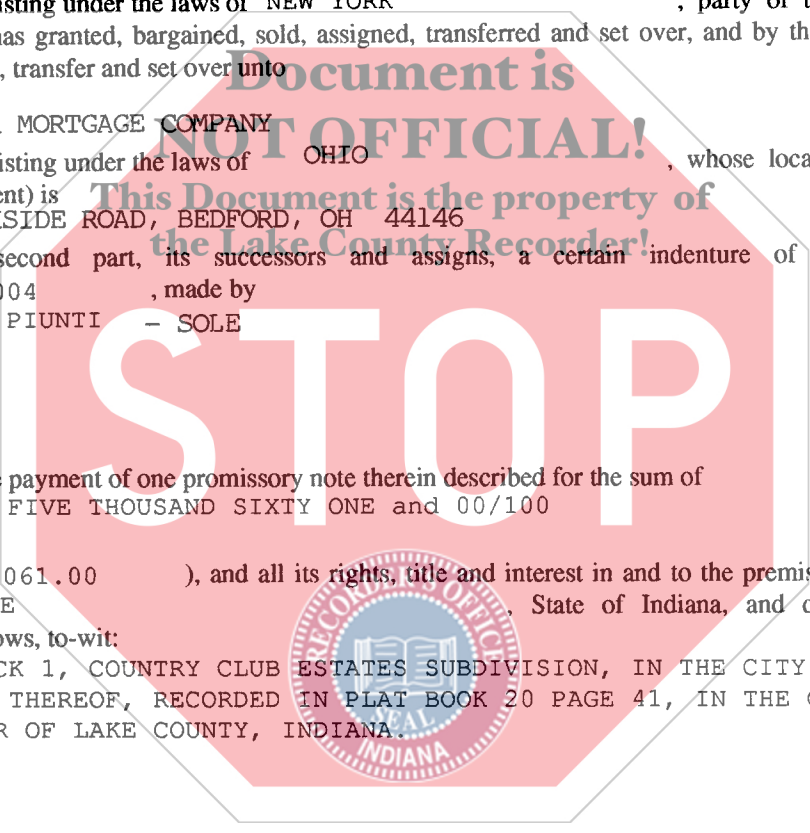 isting under the laws of NEW YORK , party of t
has granted, bargained, sold, assigned, transferred and set over, and by th
, transfer and set over unto
Document is
MORTGAGE COMPANY
NOT OFFICIAL!
isting under the laws of OHIO , whose loca
ent) is
This Document is the property of
SIDE ROAD, BEDFORD, OH 44146
the Lake County Recorder!
second part, its successors and assigns, a certain indenture of
004 , made by
PIUNTI - SOLE
STOP
payment of one promissory note therein described for the sum of
FIVE THOUSAND SIXTY ONE and 00/100
061.00 ), and all its rights, title and interest in and to the premis
E , State of Indiana, and d
ows, to-wit:
CK 1, COUNTRY CLUB ESTATES SUBDIVISION, IN THE CITY
THEREOF, RECORDED IN PLAT BOOK 20 PAGE 41, IN THE
R OF LAKE COUNTY, INDIANA.
RECORDER'S OFFICE
SEAL
INDIANA